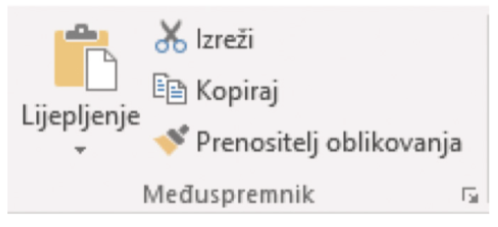 Izreži
Kopiraj
Lijepljenje
Prenositelj oblikovanja
Međuspremnik